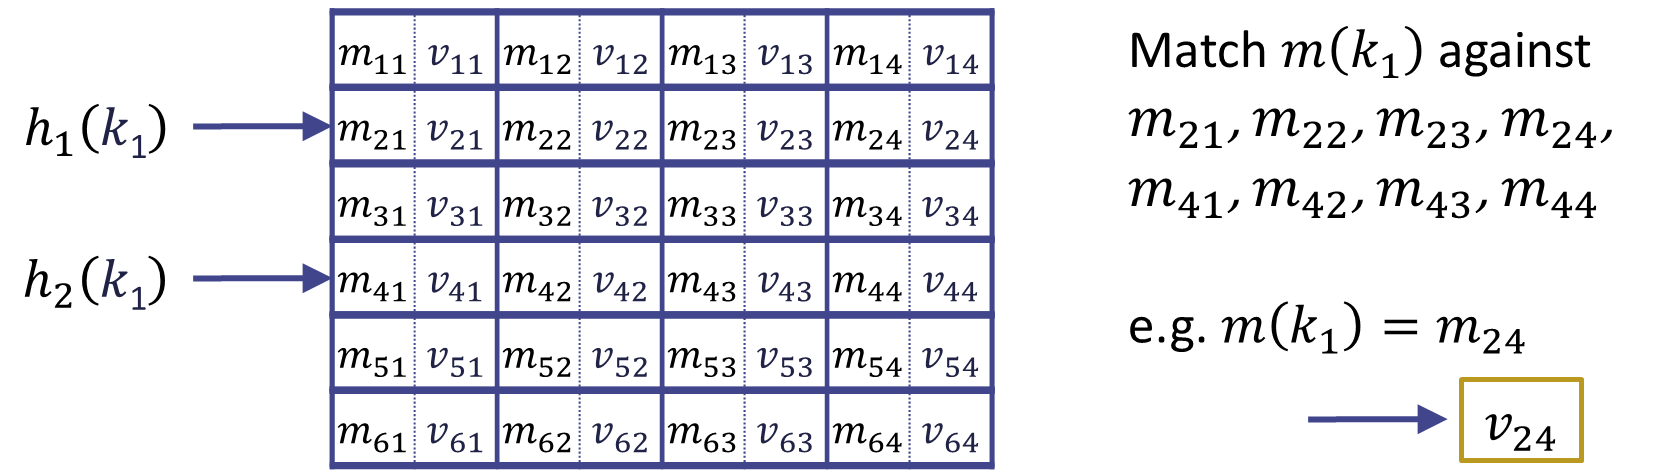 m₁₁ v₁₁ m₁₂ v₁₂ m₁₃ v₁₃ m₁₄ v₁₄
h₁(k₁) m₂₁ v₂₁ m₂₂ v₂₂ m₂₃ v₂₃ m₂₄ v₂₄
m₃₁ v₃₁ m₃₂ v₃₂ m₃₃ v₃₃ m₃₄ v₃₄
h₂(k₁) m₄₁ v₄₁ m₄₂ v₄₂ m₄₃ v₄₃ m₄₄ v₄₄
m₅₁ v₅₁ m₅₂ v₅₂ m₅₃ v₅₃ m₅₄ v₅₄
m₆₁ v₆₁ m₆₂ v₆₂ m₆₃ v₆₃ m₆₄ v₆₄
Match m(k₁) against
m₂₁, m₂₂, m₂₃, m₂₄,
m₄₁, m₄₂, m₄₃, m₄₄
e.g. m(k₁) = m₂₄
v₂₄